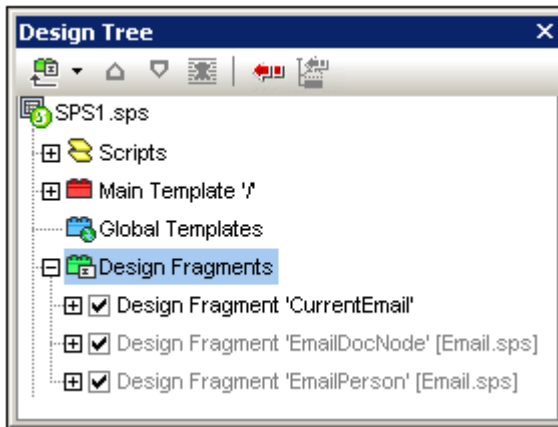 Design Tree
SPS1.sps
Scripts
Main Template '/'
Global Templates
Design Fragments
Design Fragment 'CurrentEmail'
Design Fragment 'EmailDocNode' [Email.sps]
Design Fragment 'EmailPerson' [Email.sps]